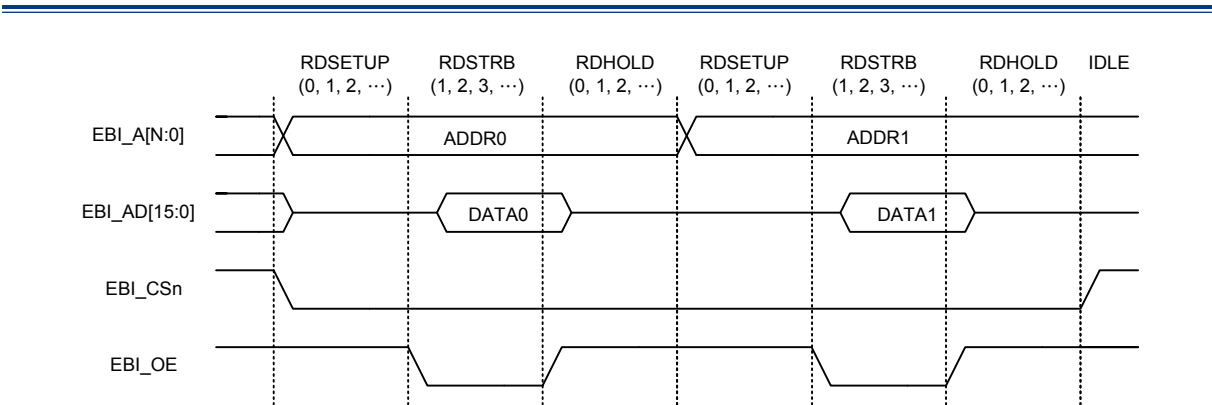 RDSETUP RDSTRB RDHOLD RDSETUP RDSTRB RDHOLD IDLE
(0, 1, 2, ⋯) (1, 2, 3, ⋯) (0, 1, 2, ⋯) (0, 1, 2, ⋯) (1, 2, 3, ⋯) (0, 1, 2, ⋯)
EBI_A[N:0] ADDR0 ADDR1
EBI_AD[15:0] DATA0 DATA1
EBI_CSn
EBI_OE